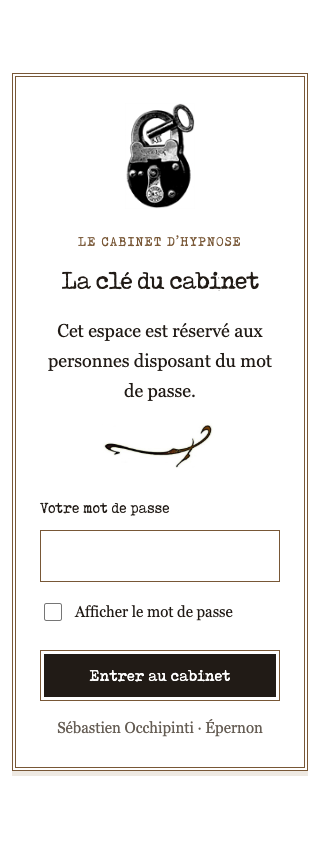 LE CABINET D'HYPNOSE
La clé du cabinet
Cet espace est réservé aux
personnes disposant du mot
de passe.
Votre mot de passe
Afficher le mot de passe
Entrer au cabinet
Sébastien Occhipinti · Épernon